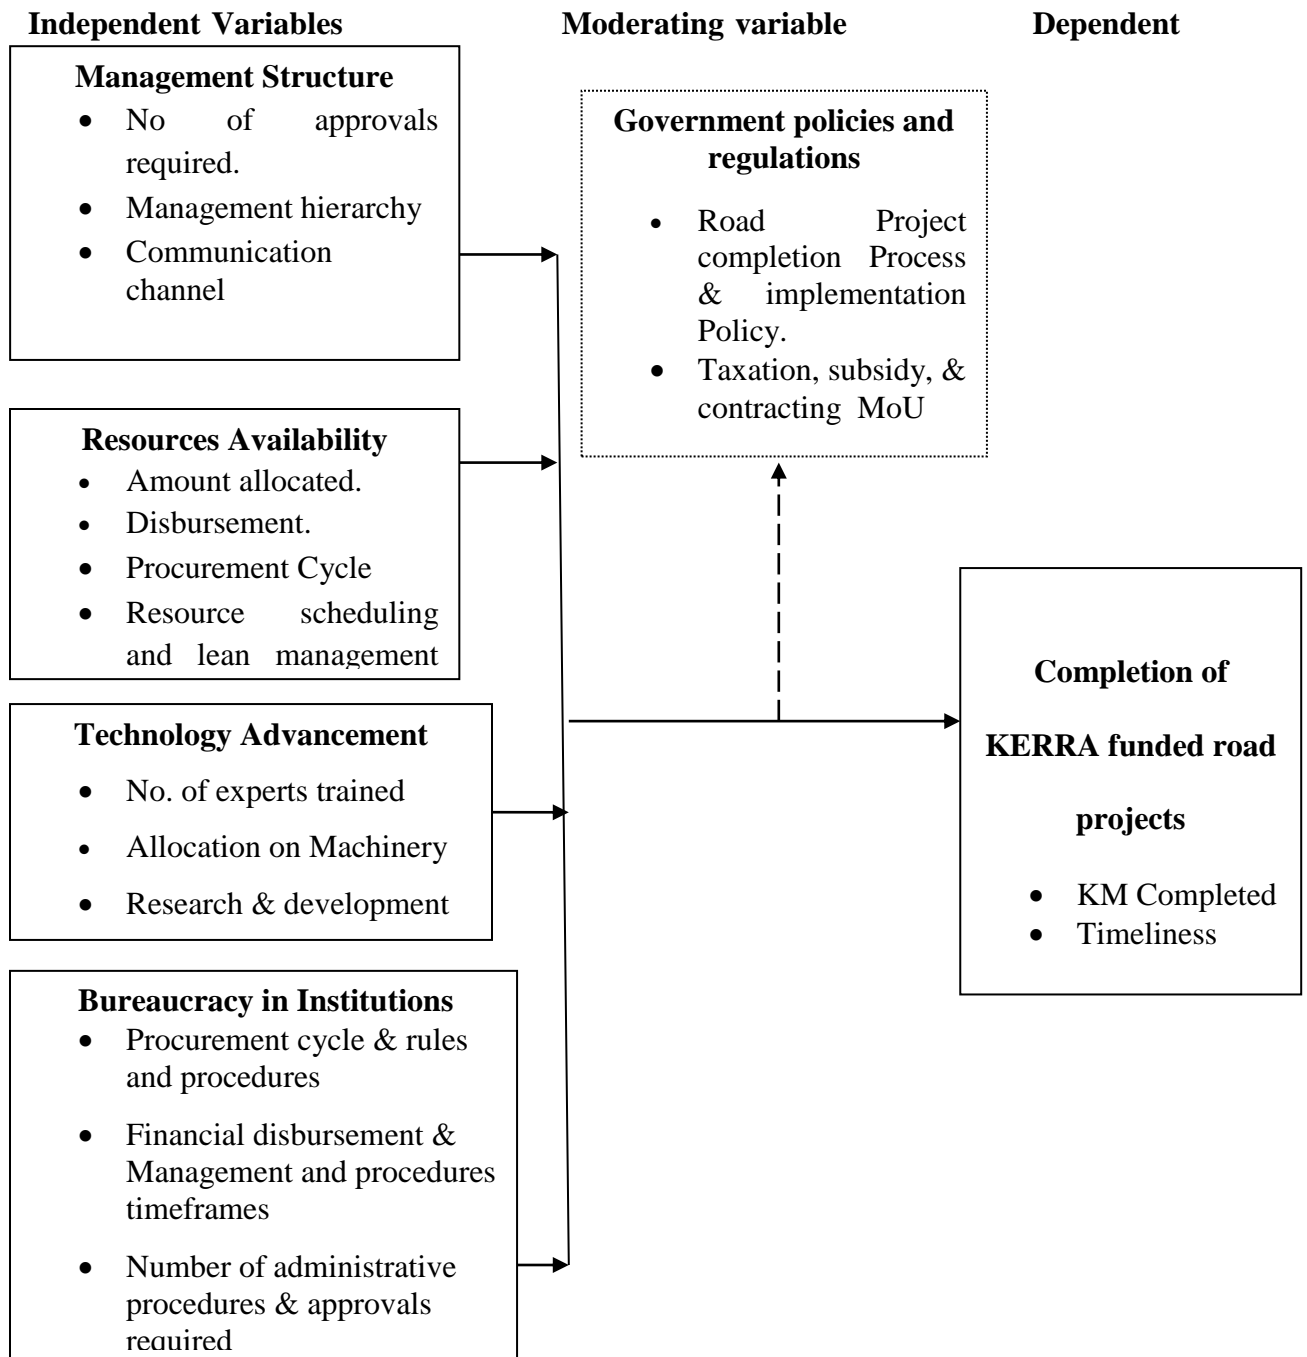 Independent Variables
Moderating variable
Dependent
Management Structure
• No of approvals
required.
• Management hierarchy
• Communication
channel
Government policies and
regulations
• Road Project
completion Process
& implementation
Policy.
• Taxation, subsidy, &
contracting MoU
Resources Availability
• Amount allocated.
• Disbursement.
• Procurement Cycle
• Resource scheduling
and lean management
Technology Advancement
• No. of experts trained
• Allocation on Machinery
• Research & development
Bureaucracy in Institutions
• Procurement cycle & rules
and procedures
• Financial disbursement &
Management and procedures
timeframes
• Number of administrative
procedures & approvals
required
Completion of
KERRA funded road
projects
• KM Completed
• Timeliness